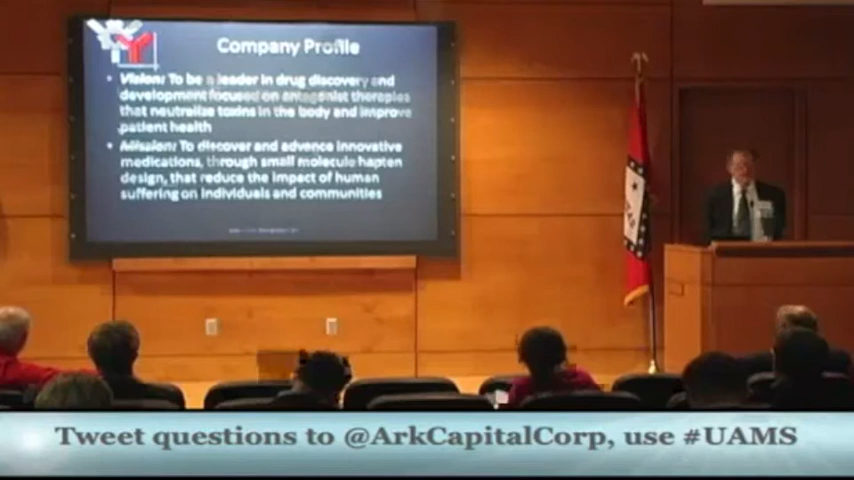 Company Profile
• Vision: To be a leader in drug discovery and
development focused on antagonist therapies
that neutralize toxins in the body and improve
patient health
• Mission: To discover and advance innovative
medications, through small molecule hapten
design, that reduce the impact of human
suffering on individuals and communities
Tweet questions to @ArkCapitalCorp, use #UAMS